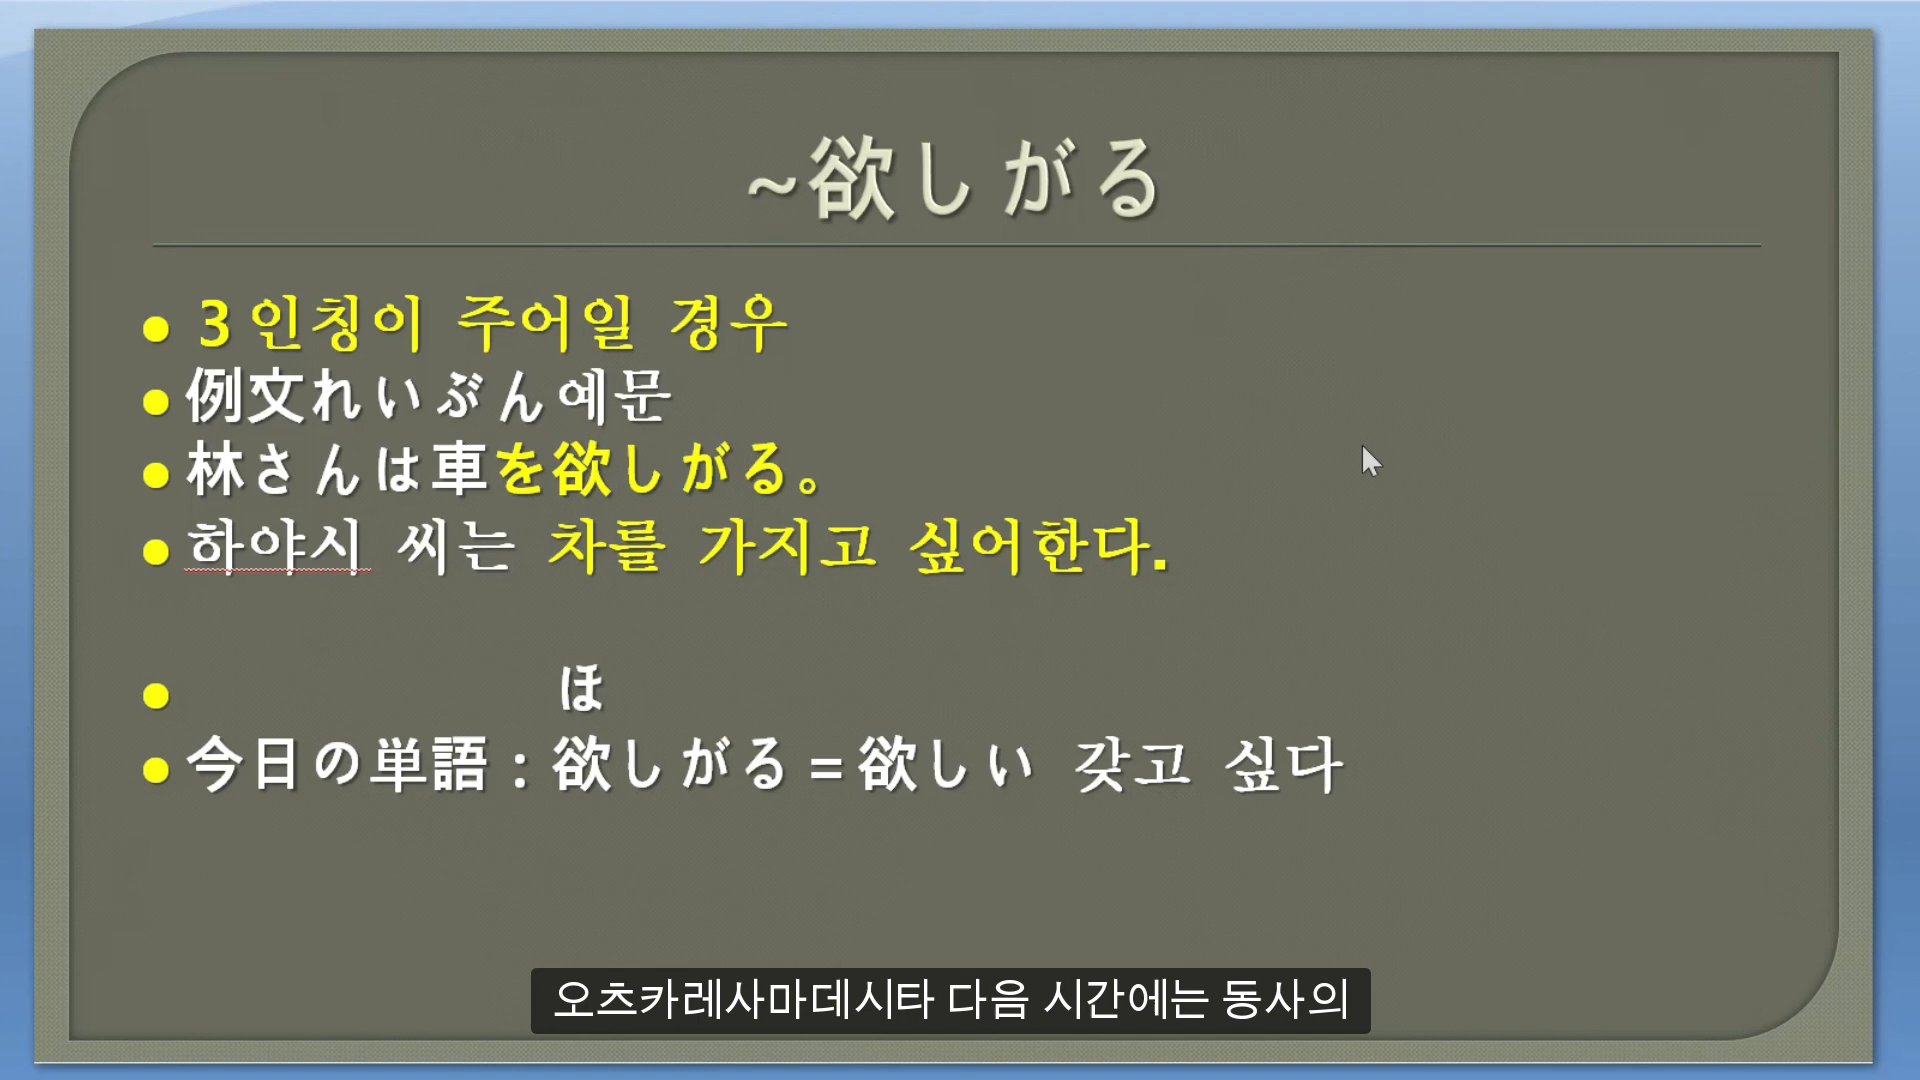 ~欲しがる
3인칭이 주어일 경우
例文れいぶん예문
林さんは車を欲しがる。
하야시 씨는 차를 가지고 싶어한다.
ほ
今日の単語：欲しがる=欲しい 갖고 싶다
오츠카레사마데시타 다음 시간에는 동사의